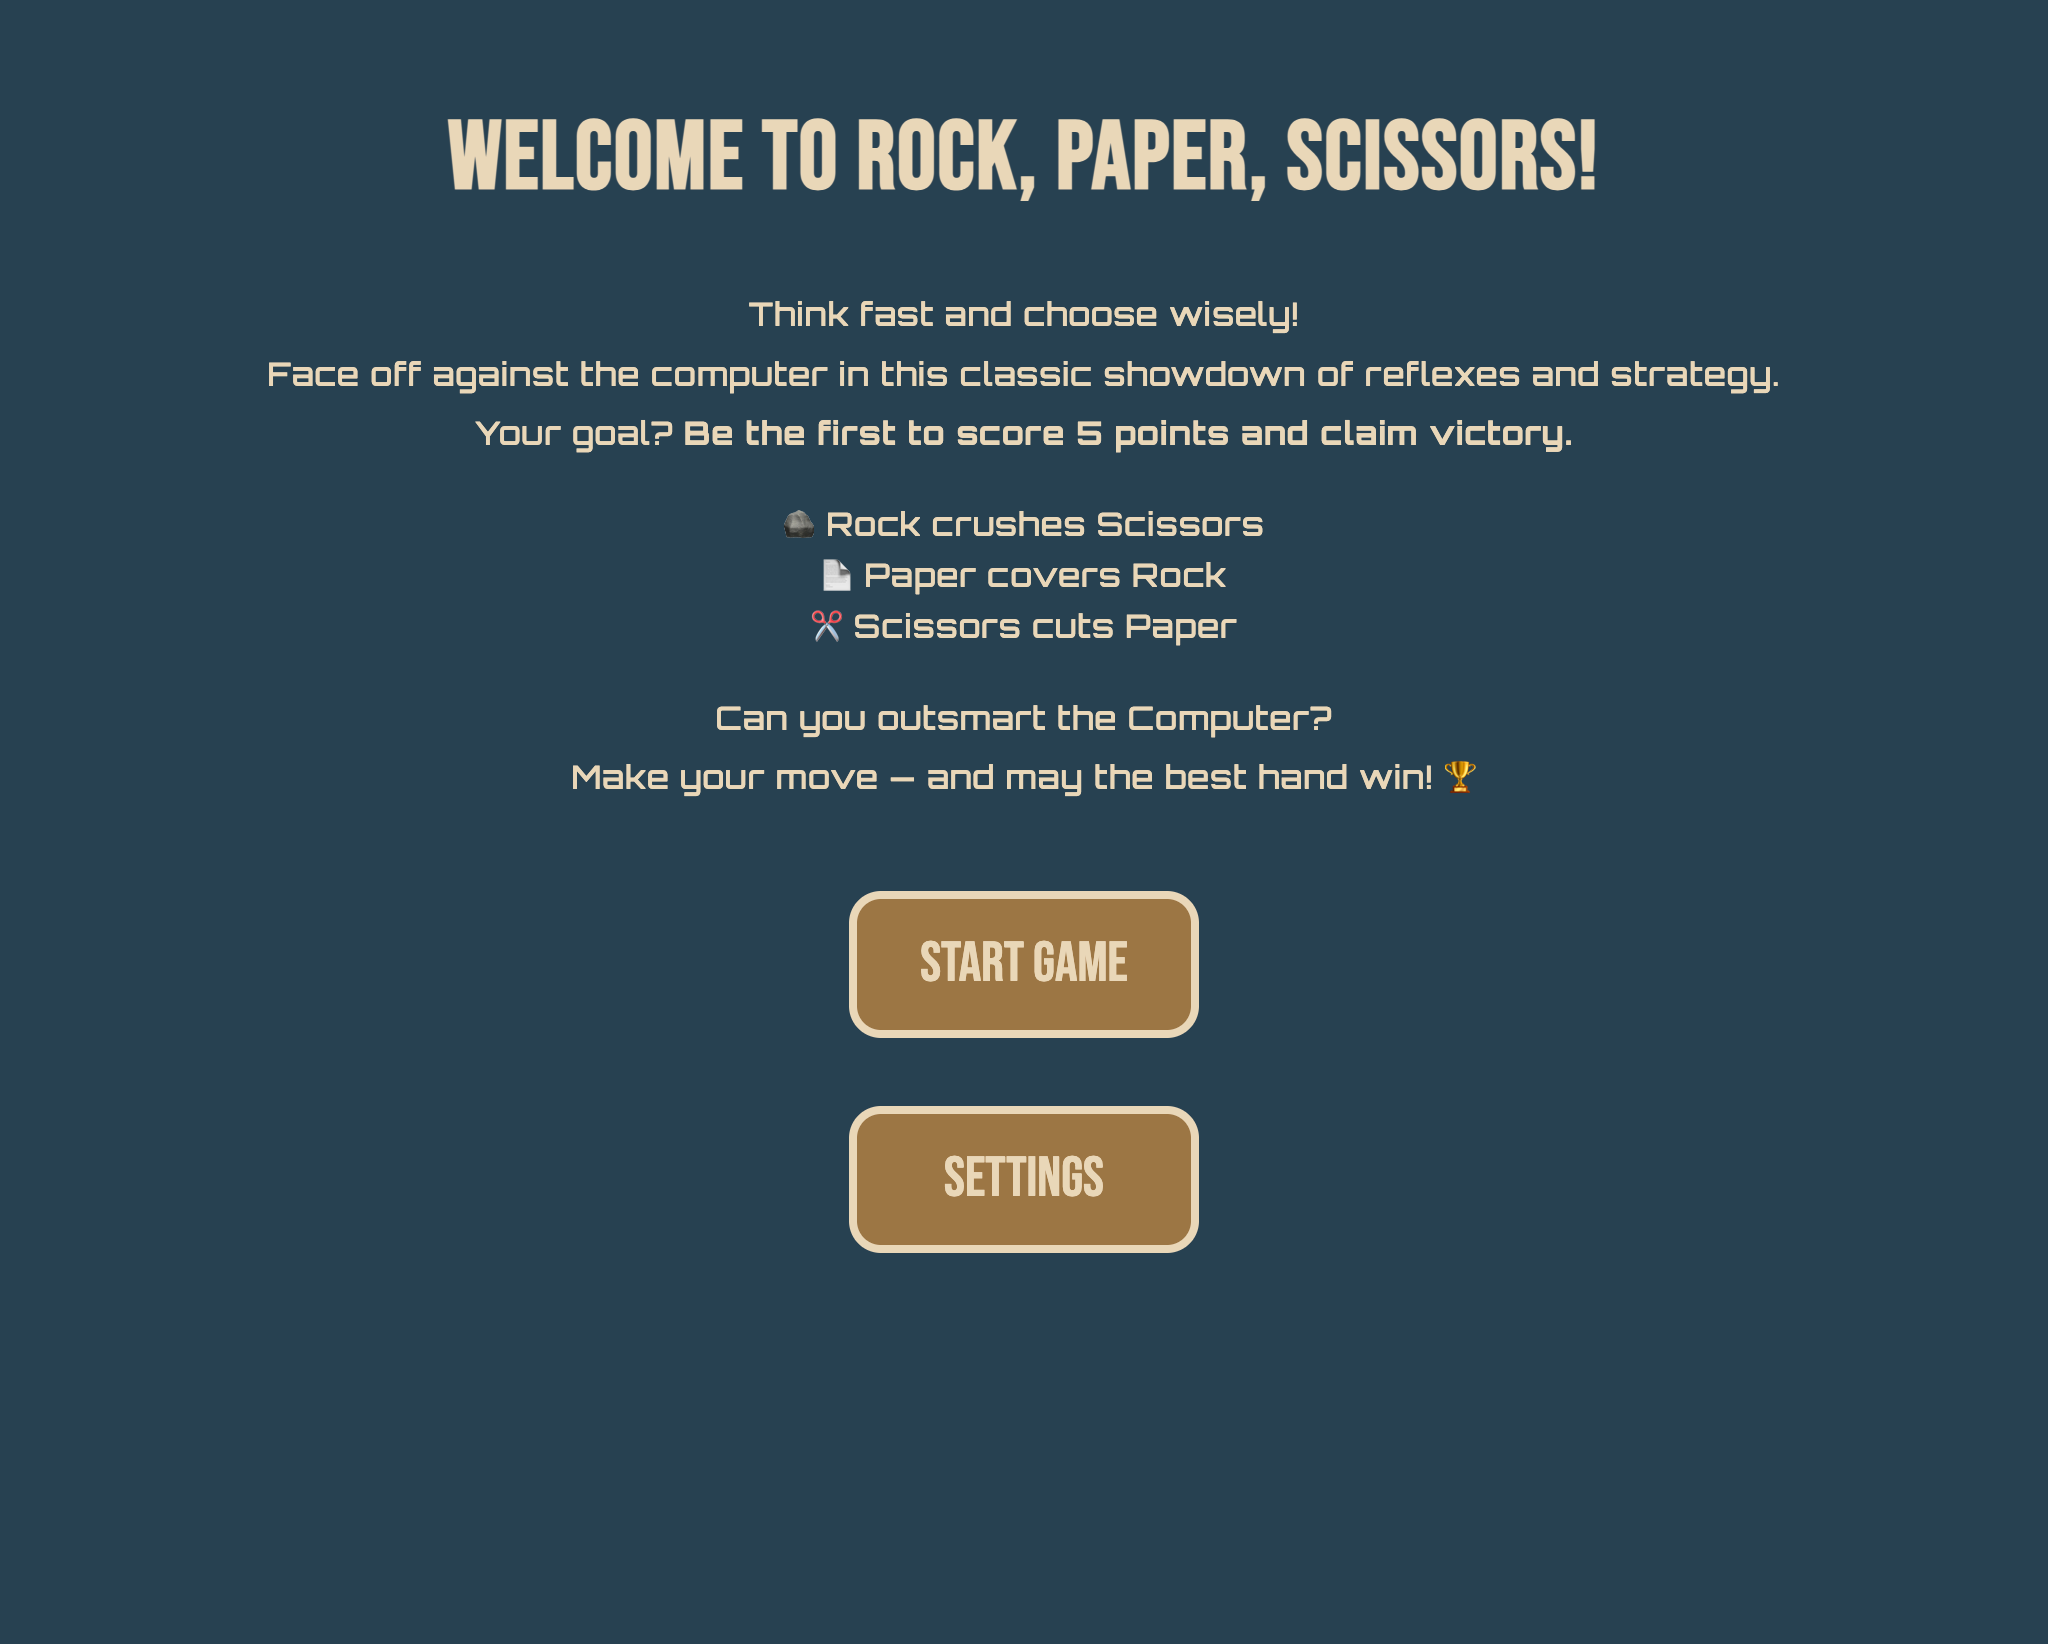 WELCOME TO ROCK, PAPER, SCISSORS!
Think fast and choose wisely!
Face off against the computer in this classic showdown of reflexes and strategy.
Your goal? Be the first to score 5 points and claim victory.
🪨 Rock crushes Scissors
📄 Paper covers Rock
✂️ Scissors cuts Paper
Can you outsmart the Computer?
Make your move – and may the best hand win! 🏆
START GAME
SETTINGS